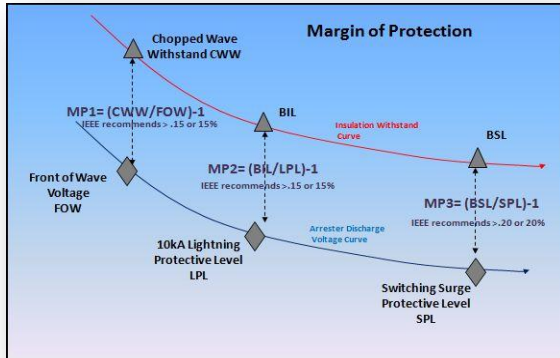 Margin of Protection
Chopped Wave
Withstand CWW
MP1= (CWW/FOW)-1
IEEE recommends > .15 or 15%
BIL
Insulation Withstand
Curve
BSL
Front of Wave
Voltage
FOW
MP2= (BIL/LPL)-1
IEEE recommends >.15 or 15%
MP3= (BSL/SPL)-1
IEEE recommends >.20 or 20%
10kA Lightning
Protective Level
LPL
Arrester Discharge
Voltage Curve
Switching Surge
Protective Level
SPL